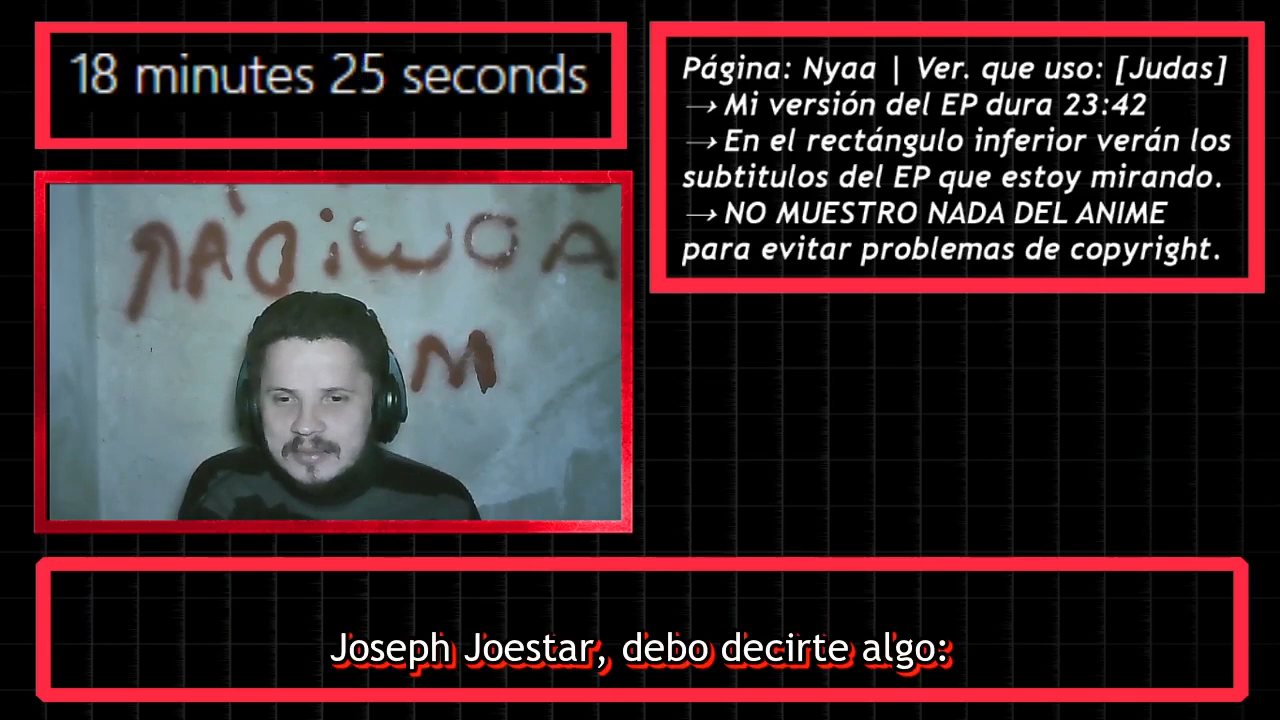 18 minutes 25 seconds
Página: Nyaa | Ver. que uso: [Judas]
→ Mi versión del EP dura 23:42
→ En el rectángulo inferior verán los
subtitulos del EP que estoy mirando.
→ NO MUESTRO NADA DEL ANIME
para evitar problemas de copyright.
Joseph Joestar, debo decirte algo: